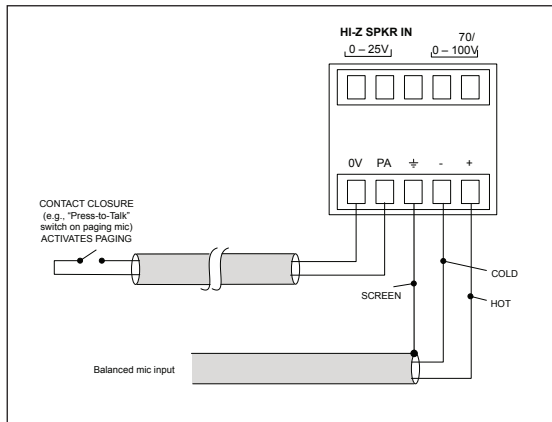 HI-Z SPKR IN
0 – 25V
70/
0 – 100V
0V PA - +
CONTACT CLOSURE
(e.g., “Press-to-Talk”
switch on paging mic)
ACTIVATES PAGING
COLD
SCREEN
HOT
Balanced mic input